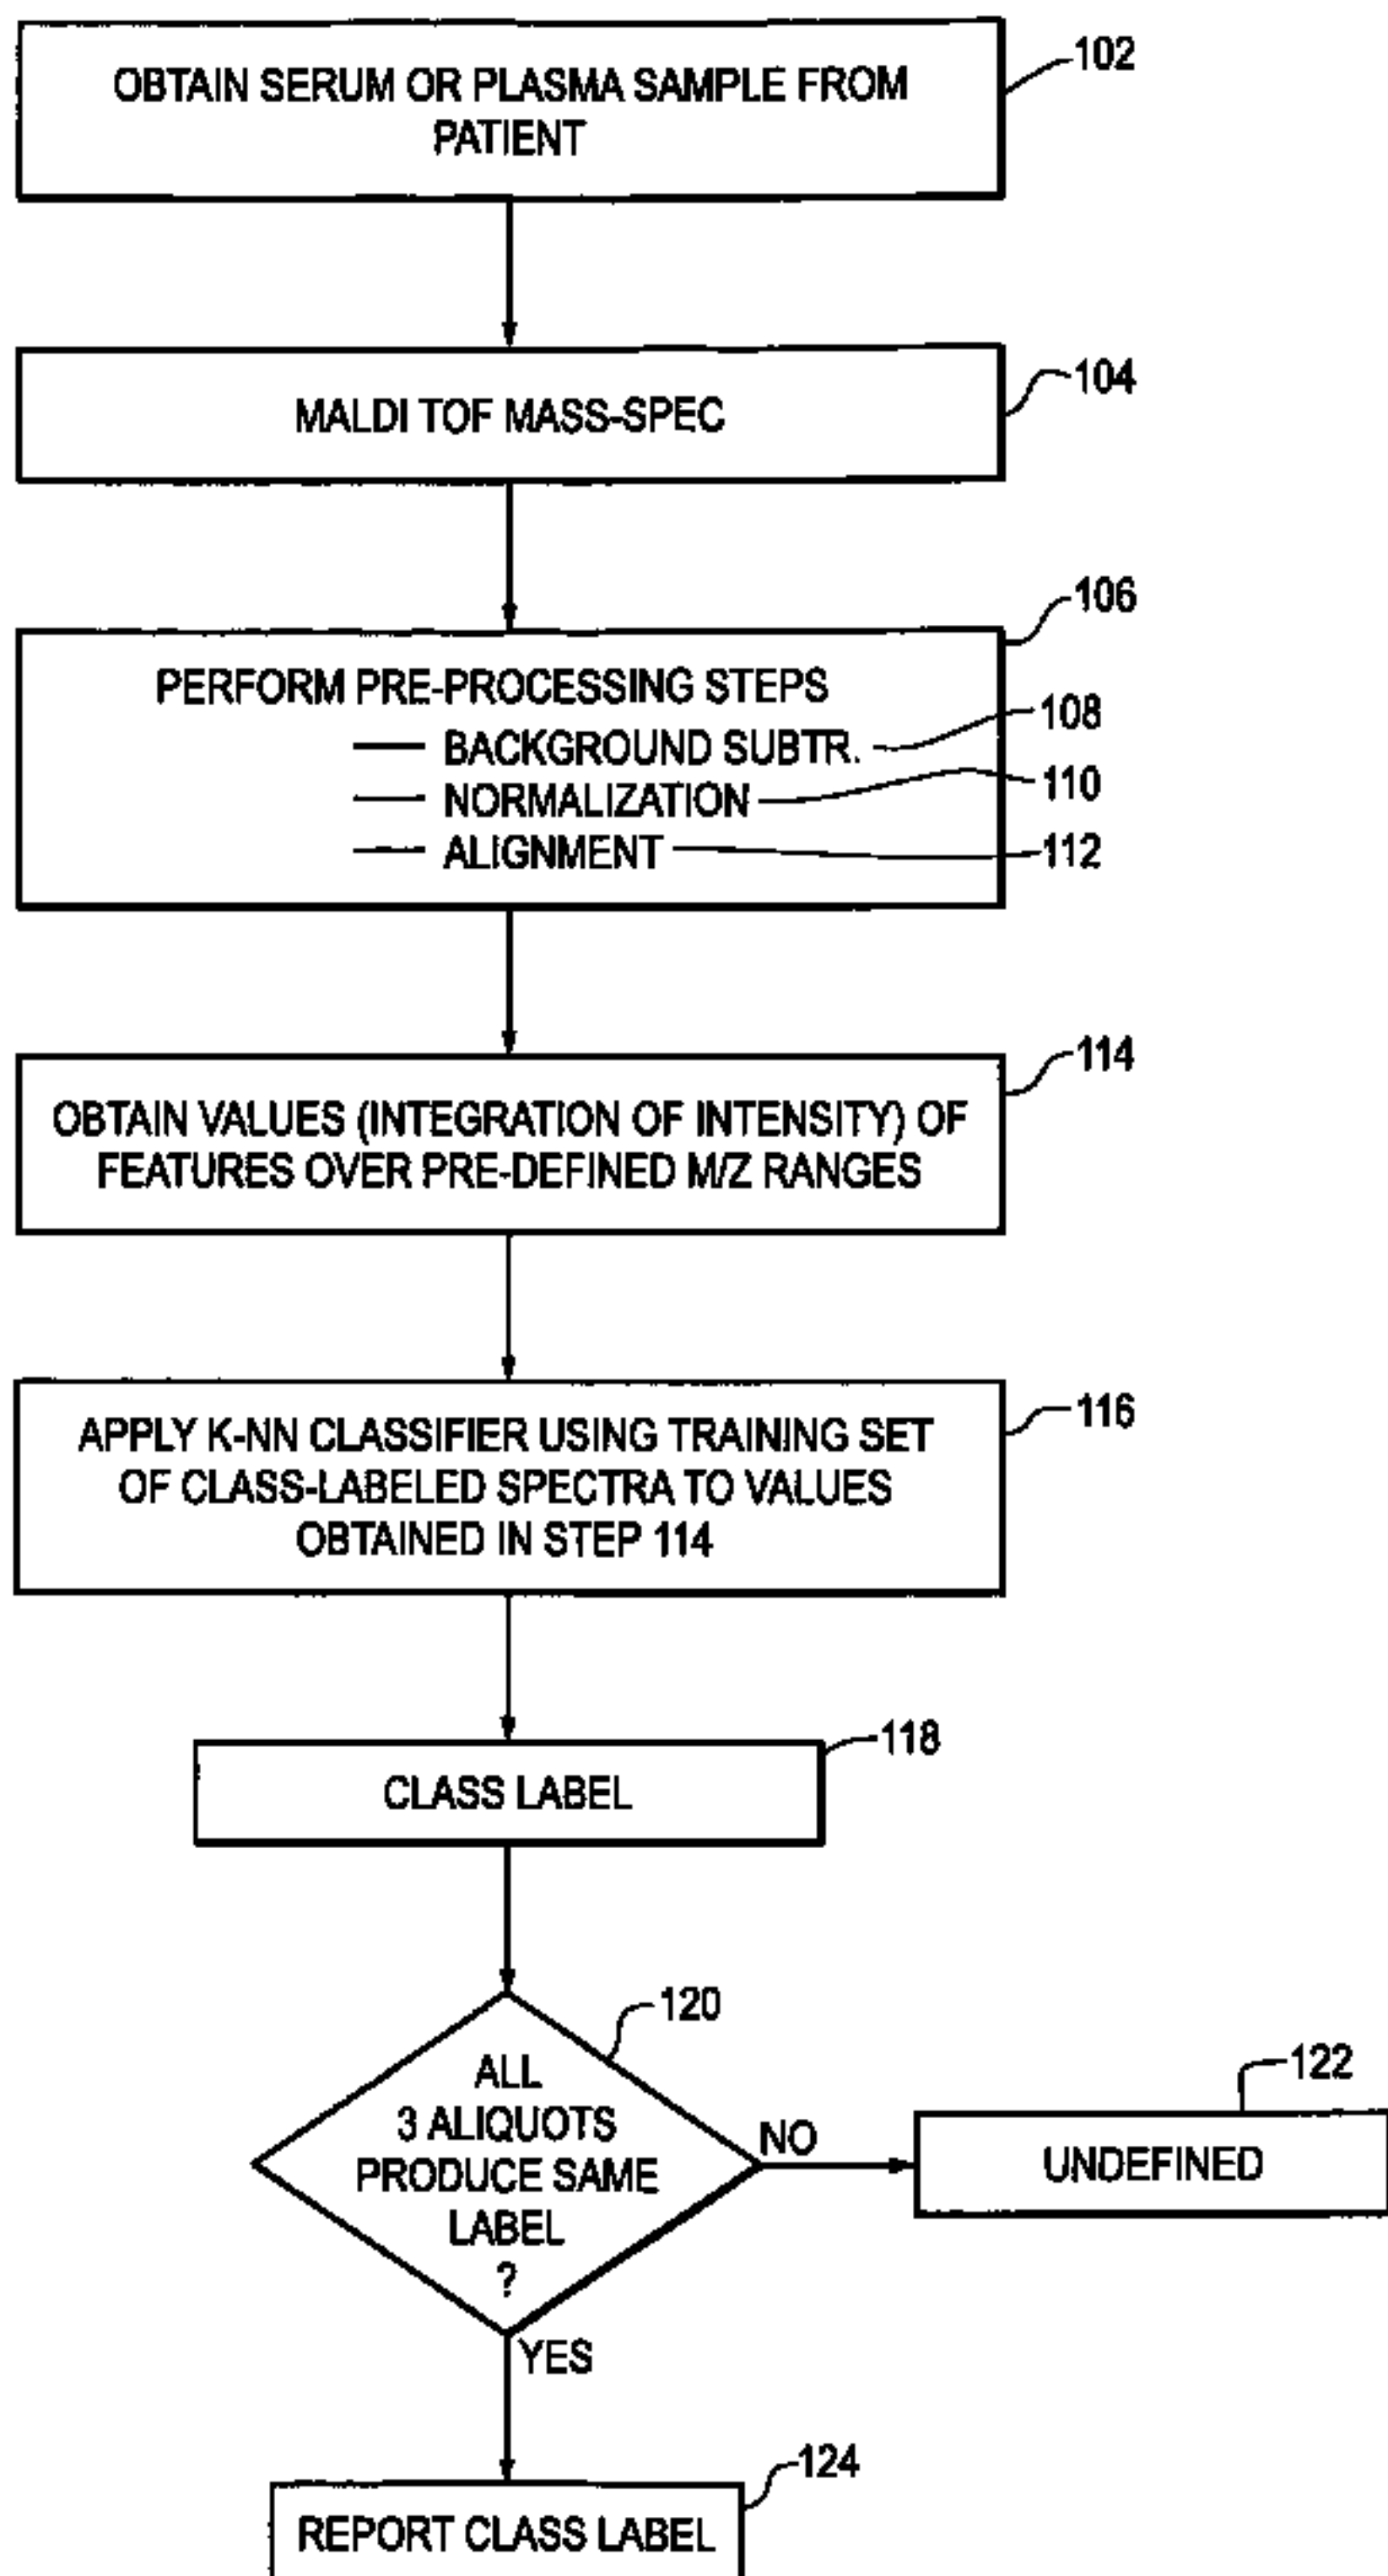 OBTAIN SERUM OR PLASMA SAMPLE FROM
PATIENT
102
MALDI TOF MASS-SPEC
104
106
PERFORM PRE-PROCESSING STEPS
— BACKGROUND SUBTR.
108
— NORMALIZATION
110
— ALIGNMENT
112
114
OBTAIN VALUES (INTEGRATION OF INTENSITY) OF
FEATURES OVER PRE-DEFINED M/Z RANGES
116
APPLY K-NN CLASSIFIER USING TRAINING SET
OF CLASS-LABELED SPECTRA TO VALUES
OBTAINED IN STEP 114
118
CLASS LABEL
120
ALL
3 ALIQUOTS
PRODUCE SAME
LABEL
?
NO
122
UNDEFINED
YES
124
REPORT CLASS LABEL